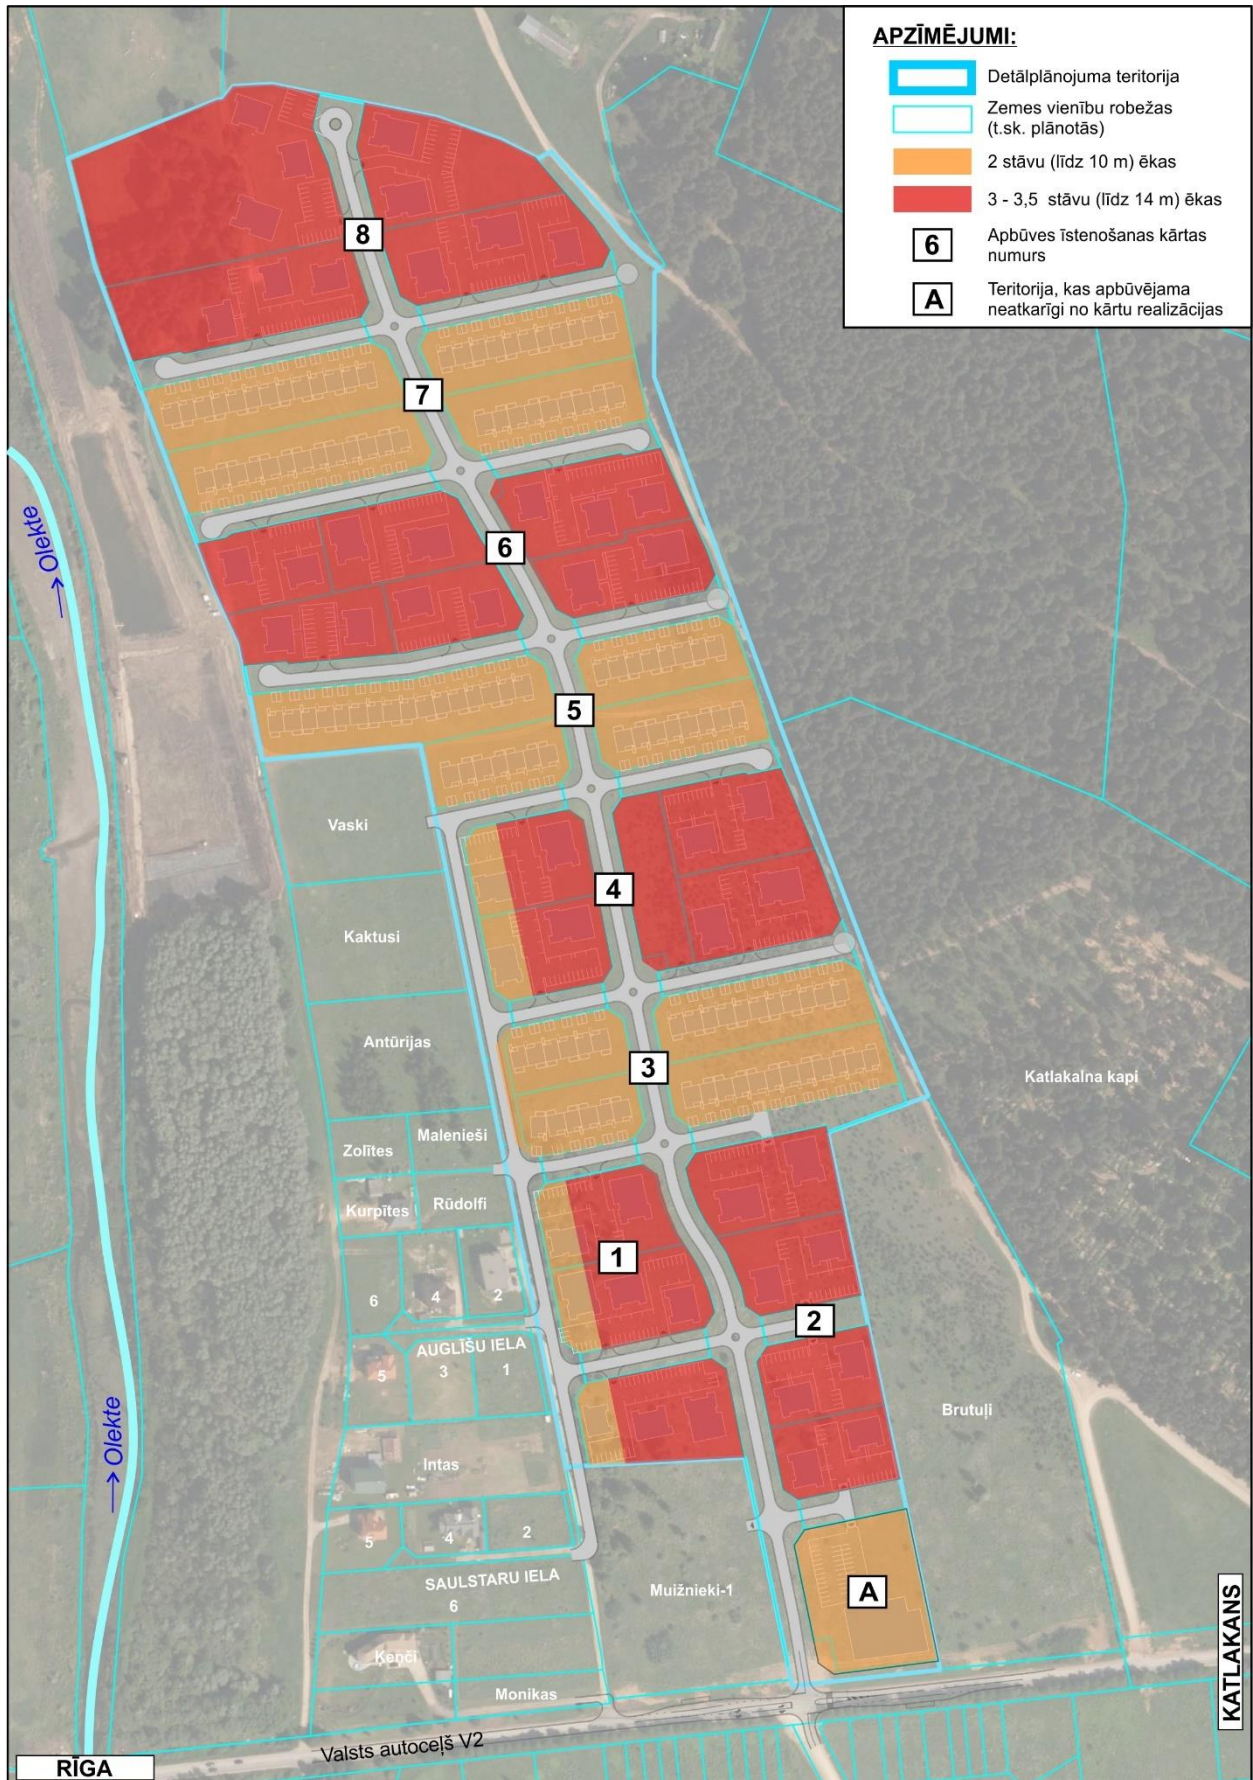 APZĪMĒJUMI:
Detālplānojuma teritorija
Zemes vienību robežas
(t.sk. plānotās)
2 stāvu (līdz 10 m) ēkas
3 - 3,5 stāvu (līdz 14 m) ēkas
6
Apbūves īstenošanas kārtas
numurs
A
Teritorija, kas apbūvējama
neatkarīgi no kārtu realizācijas
8
7
6
→ Olekte
5
Vaski
4
Kaktusi
Antūrijas
3
Katlakalna kapi
Malenieši
Zolītes
Rūdolfi
Kurpītes
1
6
4
2
2
AUGLĪŠU IELA
5
3
1
Brutuļi
→ Olekte
Intas
5
4
2
SAULSTARU IELA
6
Muižnieki-1
A
Ķenči
Monikas
KATLAKANS
Valsts autoceļš V2
RĪGA